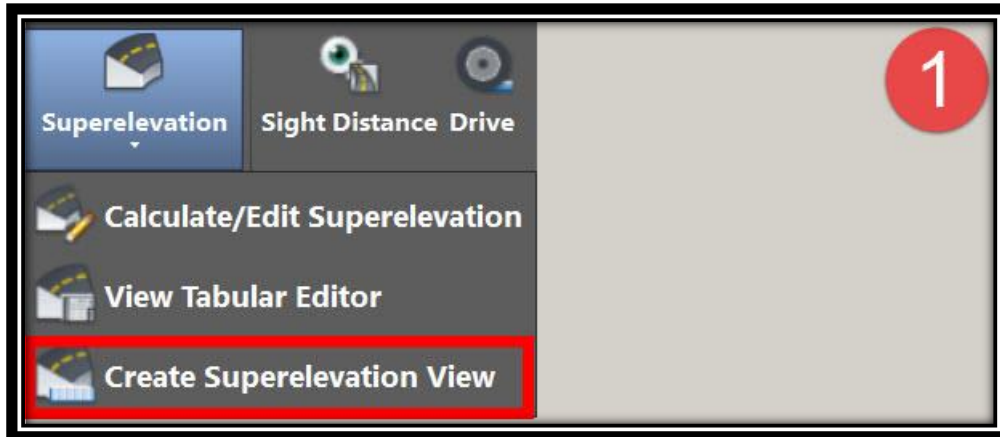 Superelevation
Sight Distance
Drive
1
Calculate/Edit Superelevation
View Tabular Editor
Create Superelevation View